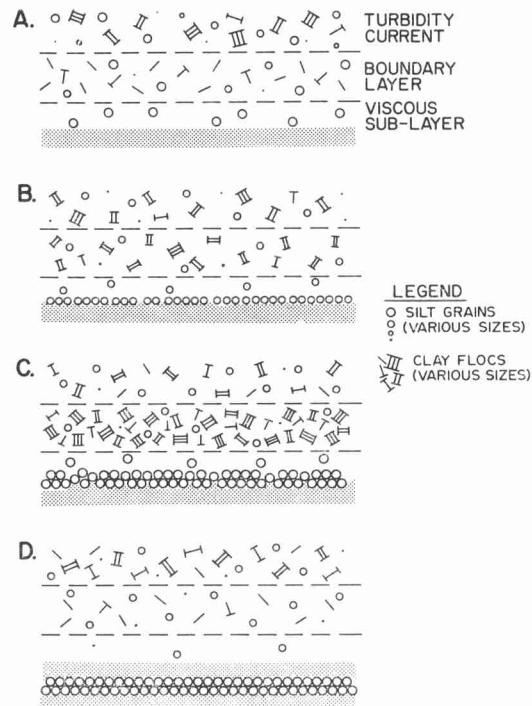 A.
TURBIDITY
CURRENT
BOUNDARY
LAYER
VISCOUS
SUB-LAYER
B.
LEGEND
SILT GRAINS
(VARIOUS SIZES)
CLAY FLOCS
(VARIOUS SIZES)
C.
D.